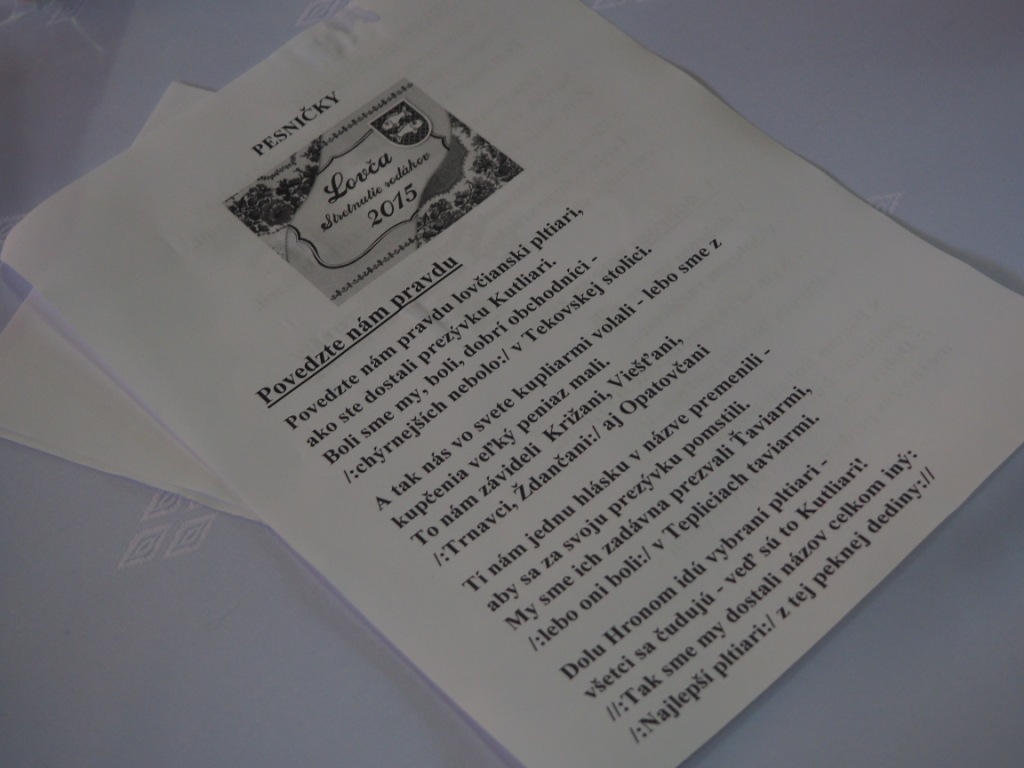 PESNIČKY
Lovča
Stretnutie rodákov
2015
Povedzte nám pravdu
Povedzte nám pravdu lovčianski pltiari,
ako ste dostali prezývku Kutliari.
Boli sme my, boli, dobrí obchodníci -
/:chýrnejších nebolo:/ v Tekovskej stolici.
A tak nás vo svete kupliarmi volali - lebo sme z
kupčenia veľký peniaz mali.
To nám závideli Križani, Viešťani,
/:Trnavci, Ždančani:/ aj Opatovčani
Tí nám jednu hlásku v názve premenili -
aby sa za svoju prezývku pomstili.
My sme ich zadávna prezvali Ťaviarmi,
/:lebo oni boli:/ v Tepliciach taviarmi.
Dolu Hronom idú vybraní pltiari -
všetci sa čudujú - veď sú to Kutliari!
//:Tak sme my dostali názov celkom iný:
/:Najlepší pltiari:/ z tej peknej dediny://